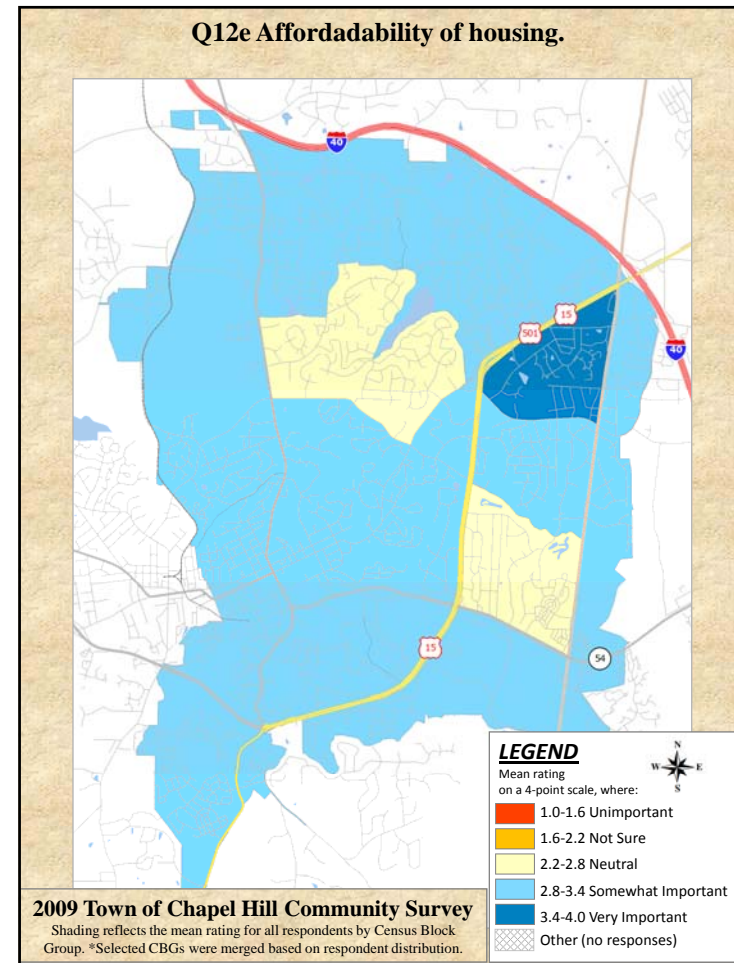 Q12e Affordadability of housing.
40
15
501
40
15
54
LEGEND
N
W E
S
Mean rating
on a 4-point scale, where:
1.0-1.6 Unimportant
1.6-2.2 Not Sure
2.2-2.8 Neutral
2.8-3.4 Somewhat Important
3.4-4.0 Very Important
Other (no responses)
2009 Town of Chapel Hill Community Survey
Shading reflects the mean rating for all respondents by Census Block
Group. *Selected CBGs were merged based on respondent distribution.